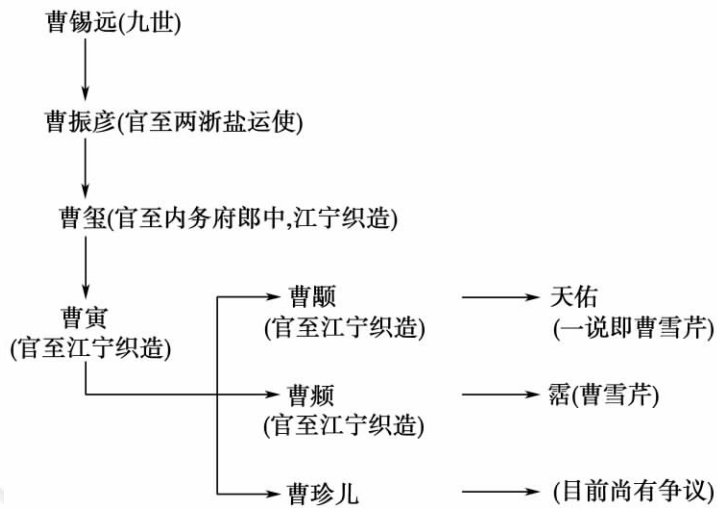 曹锡远(九世)
曹振彦(官至两浙盐运使)
曹玺(官至内务府郎中,江宁织造)
曹寅
(官至江宁织造)
曹颙
(官至江宁织造)
天佑
(一说即曹雪芹)
曹𫖯
(官至江宁织造)
霑(曹雪芹)
曹珍儿
(目前尚有争议)